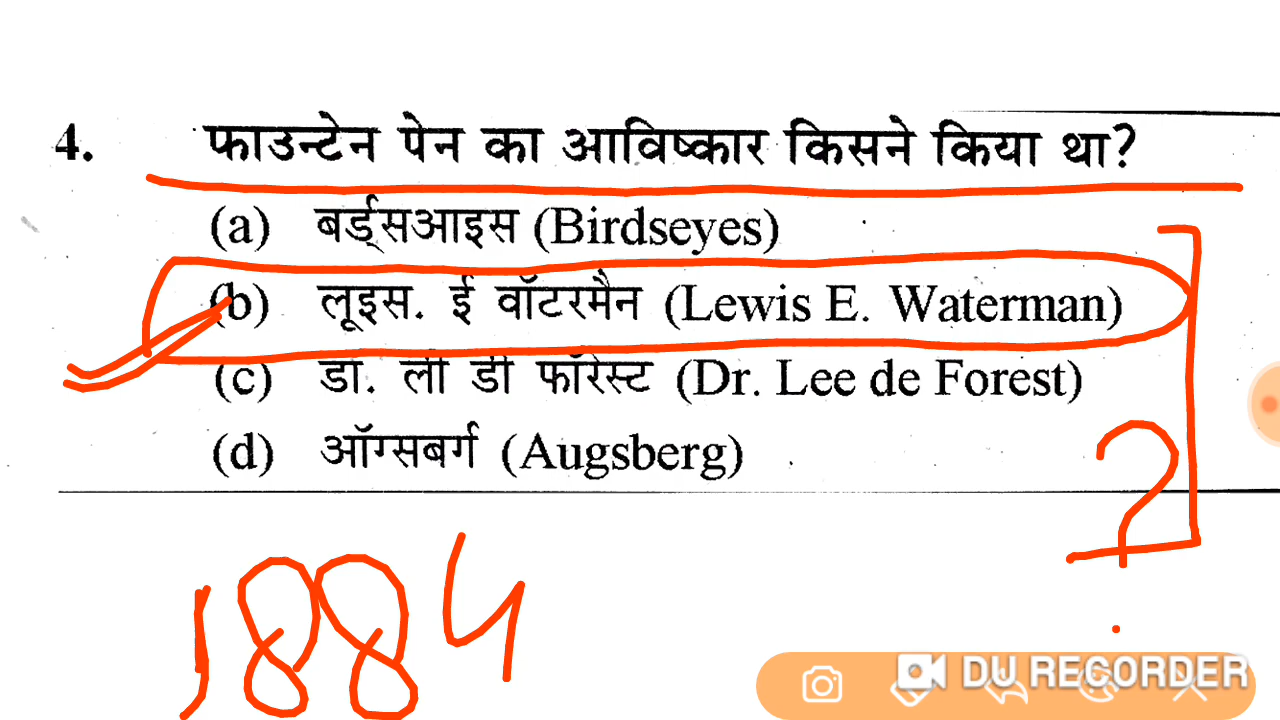 4. फाउन्टेन पेन का आविष्कार किसने किया था?
(a) बर्ड्सआइस (Birdseyes)
(b) लूइस. ई वॉटरमैन (Lewis E. Waterman)
(c) डा. ली डी फॉरेस्ट (Dr. Lee de Forest)
(d) ऑग्सबर्ग (Augsberg)
?
1884
DU RECORDER